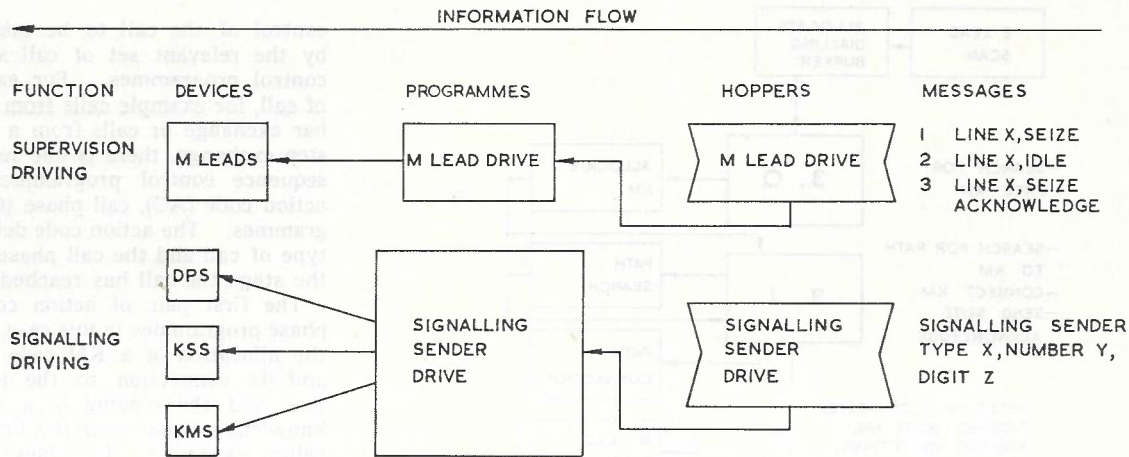 INFORMATION FLOW
FUNCTION DEVICES PROGRAMMES HOPPERS MESSAGES
SUPERVISION DRIVING
M LEADS
M LEAD DRIVE
M LEAD DRIVE
1 LINE X, SEIZE
2 LINE X, IDLE
3 LINE X, SEIZE
ACKNOWLEDGE
SIGNALLING DRIVING
DPS
KSS
KMS
SIGNALLING
SENDER
DRIVE
SIGNALLING
SENDER
DRIVE
SIGNALLING SENDER
TYPE X, NUMBER Y,
DIGIT Z